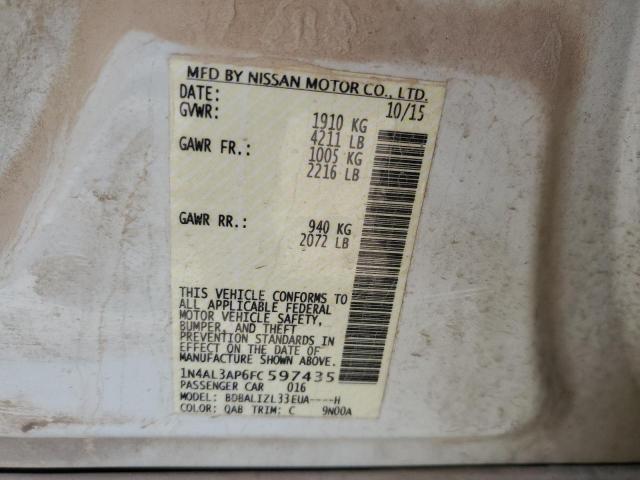 MFD BY NISSAN MOTOR CO., LTD.
DATE: 10/15
GVWR: 1910 KG
4211 LB
GAWR FR.: 1005 KG
2216 LB
GAWR RR.: 940 KG
2072 LB
THIS VEHICLE CONFORMS TO
ALL APPLICABLE FEDERAL
MOTOR VEHICLE SAFETY,
BUMPER, AND THEFT
PREVENTION STANDARDS IN
EFFECT ON THE DATE OF
MANUFACTURE SHOWN ABOVE.
1N4AL3AP6FC597435
PASSENGER CAR 016
MODEL: BDBALIZL33EUA----H
COLOR: QAB TRIM: C 9N00A